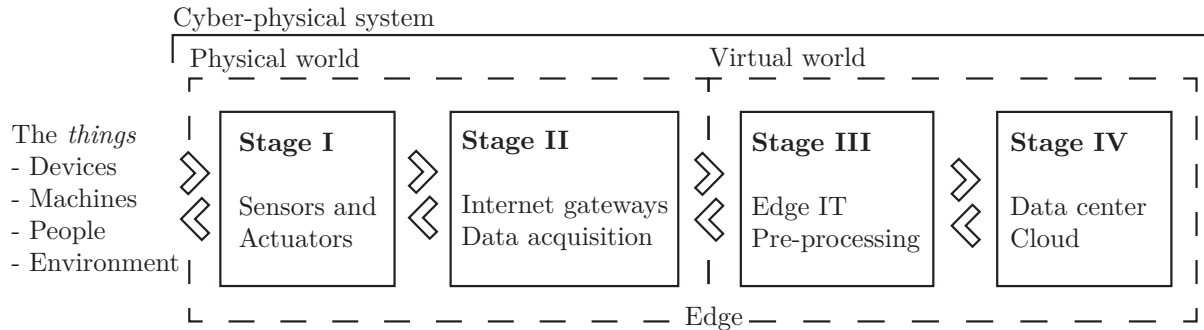 Cyber-physical system
Physical world
Virtual world
The things
- Devices
- Machines
- People
- Environment
Stage I
Sensors and
Actuators
Stage II
Internet gateways
Data acquisition
Stage III
Edge IT
Pre-processing
Stage IV
Data center
Cloud
Edge